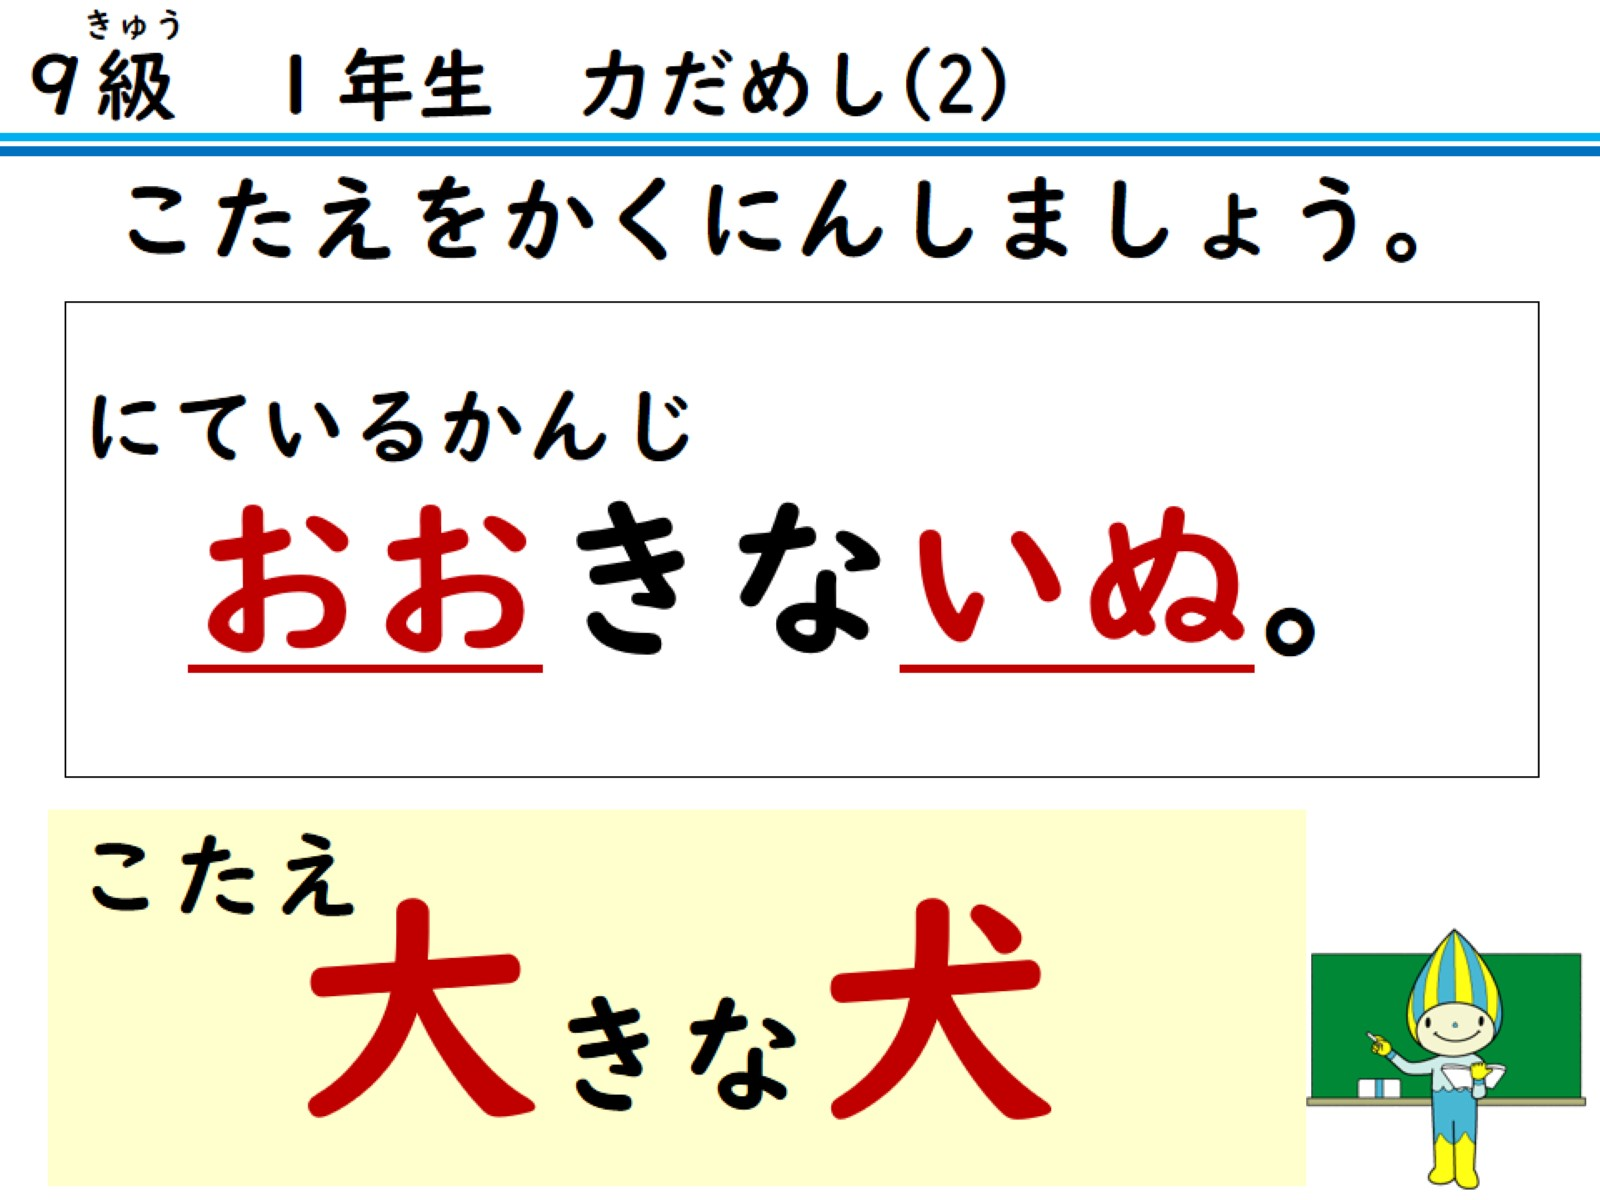 きゅう
９級　１年生　力だめし(2)
こたえをかくにんしましょう。
にているかんじ
おおきないぬ。
こたえ
大きな犬